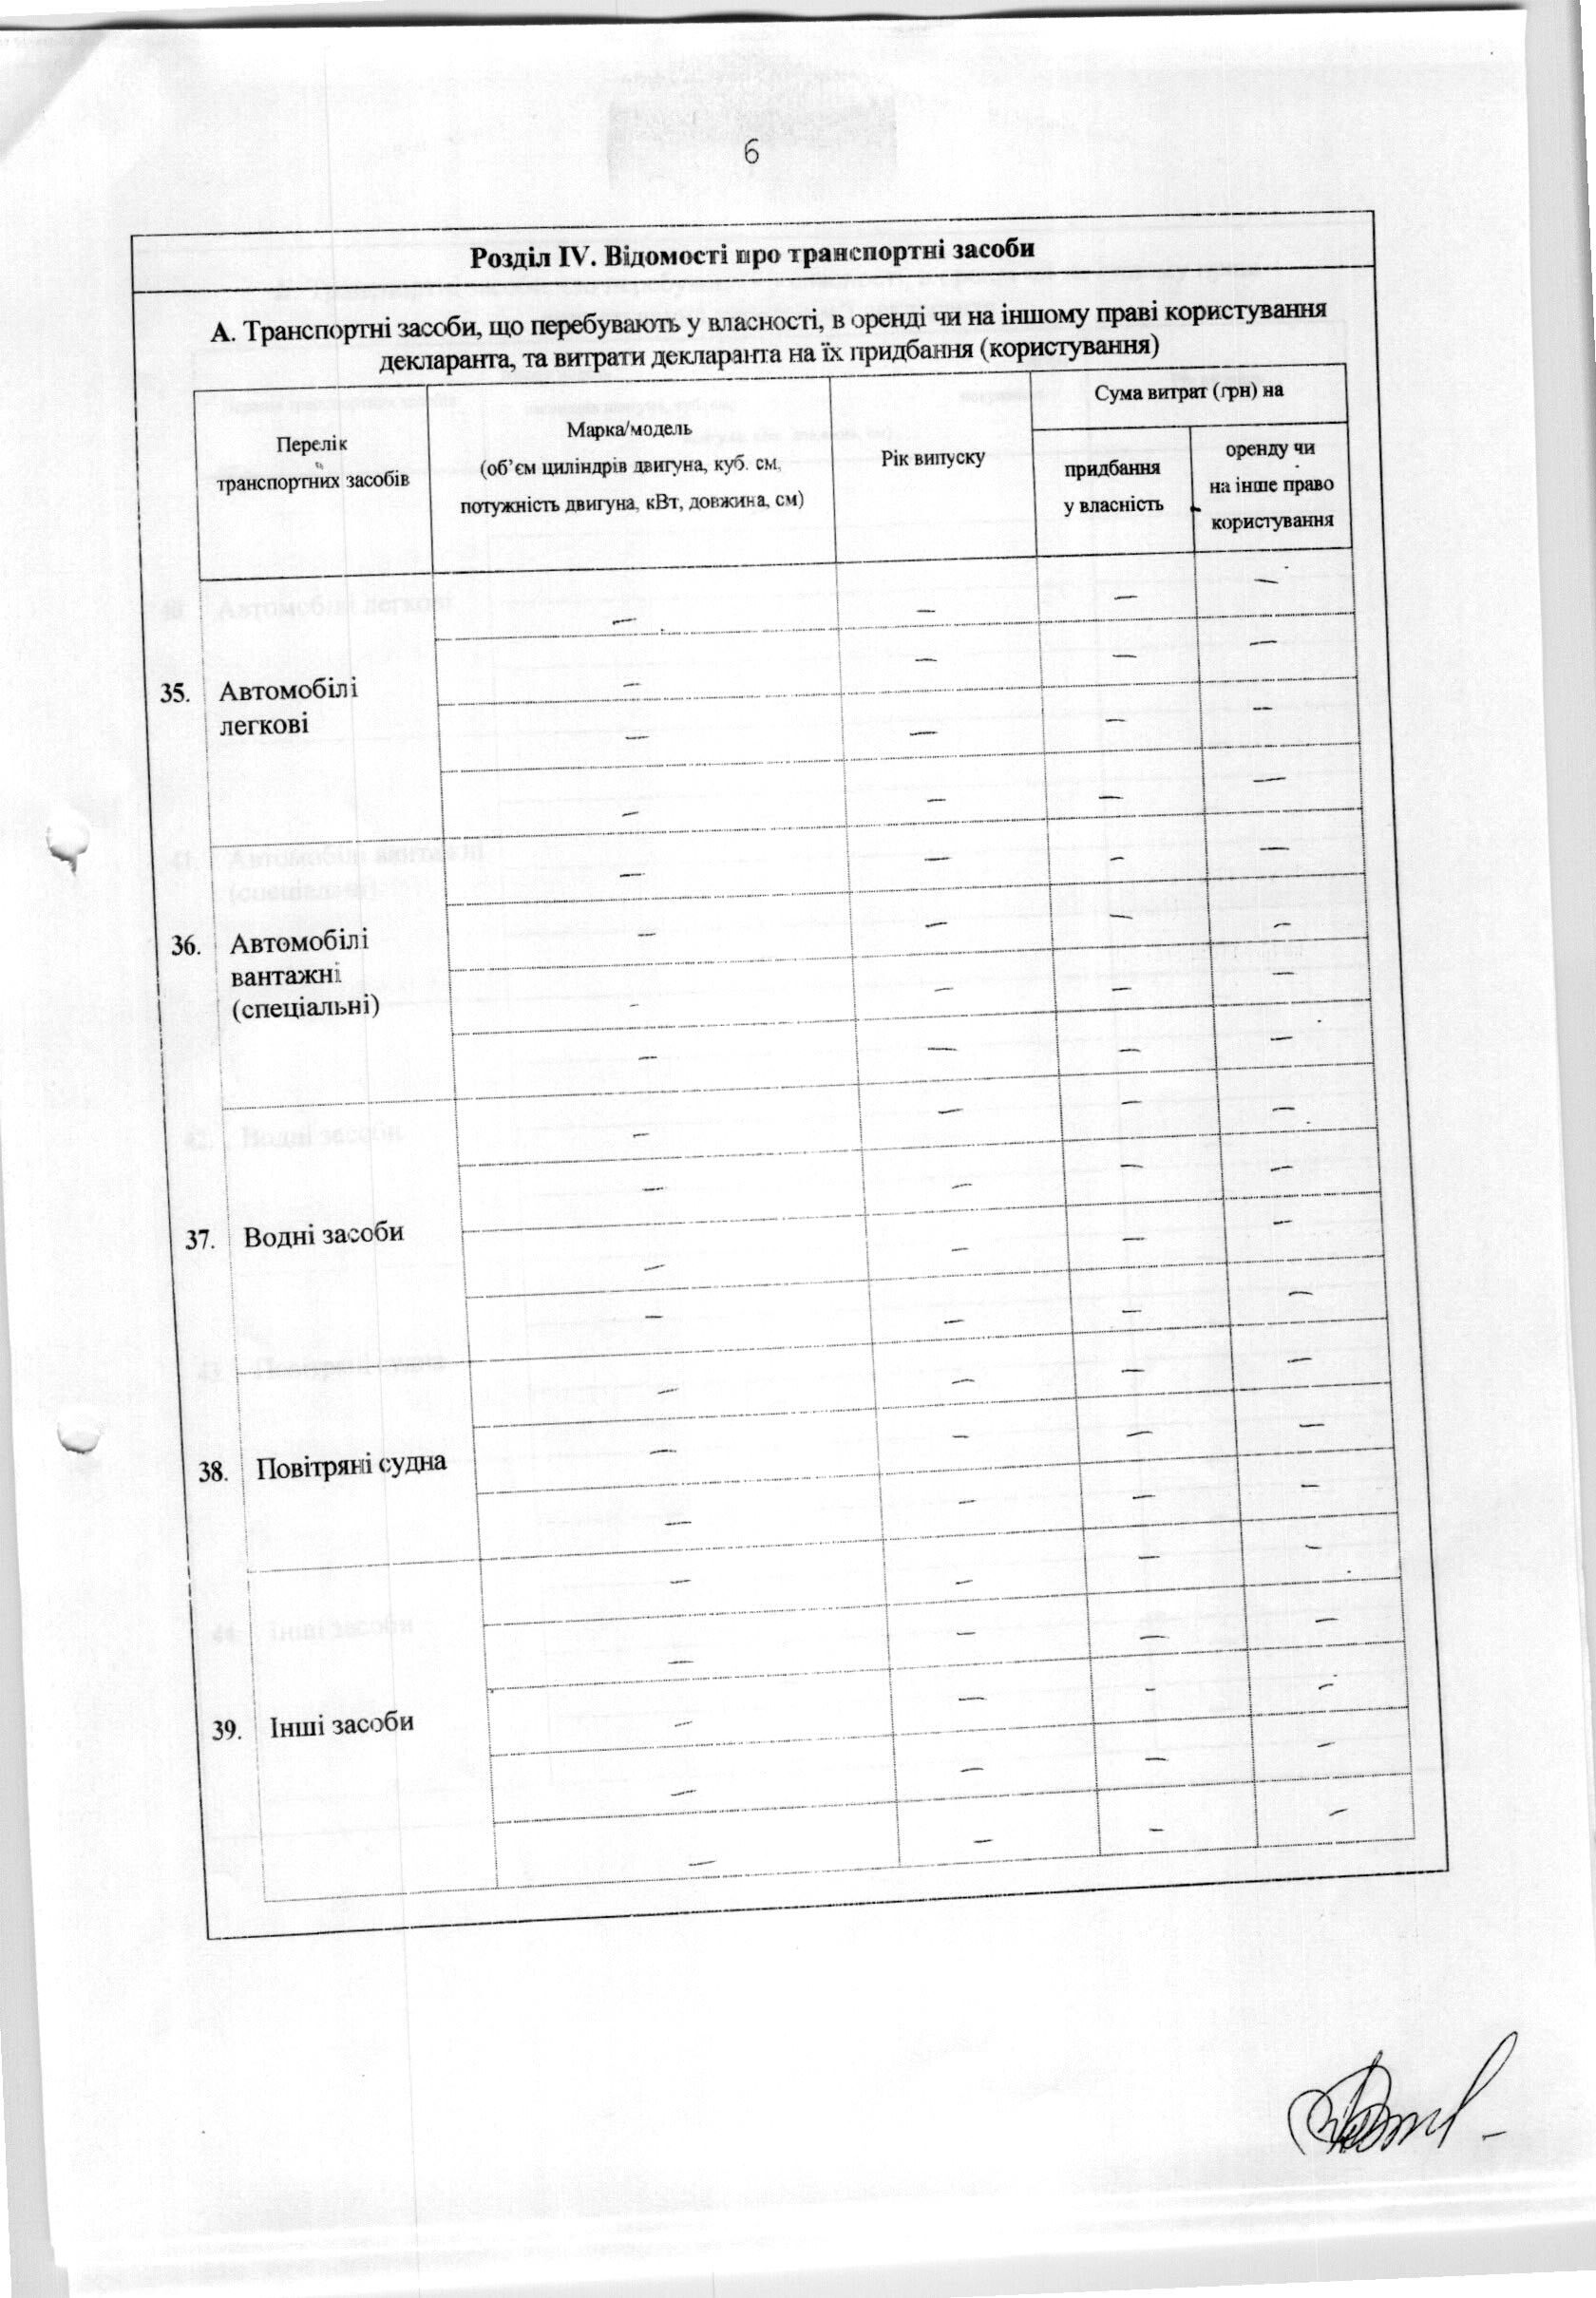 6
Розділ IV. Відомості про транспортні засоби
А. Транспортні засоби, що перебувають у власності, в оренді чи на іншому праві користування
декларанта, та витрати декларанта на їх придбання (користування)
Перелік
транспортних засобів
Марка/модель
(об’єм циліндрів двигуна, куб. см,
потужність двигуна, кВт, довжина, см)
Рік випуску
Сума витрат (грн) на
придбання
у власність
оренду чи
на інше право
користування
35. Автомобілі
легкові
— — — —
— — — —
— — — —
— — — —
36. Автомобілі
вантажні
(спеціальні)
— — — —
— — — —
— — — —
— — — —
37. Водні засоби
— — — —
— — — —
— — — —
— — — —
38. Повітряні судна
— — — —
— — — —
— — — —
39. Інші засоби
— — — —
— — — —
— — — —
— — — —
— — — —